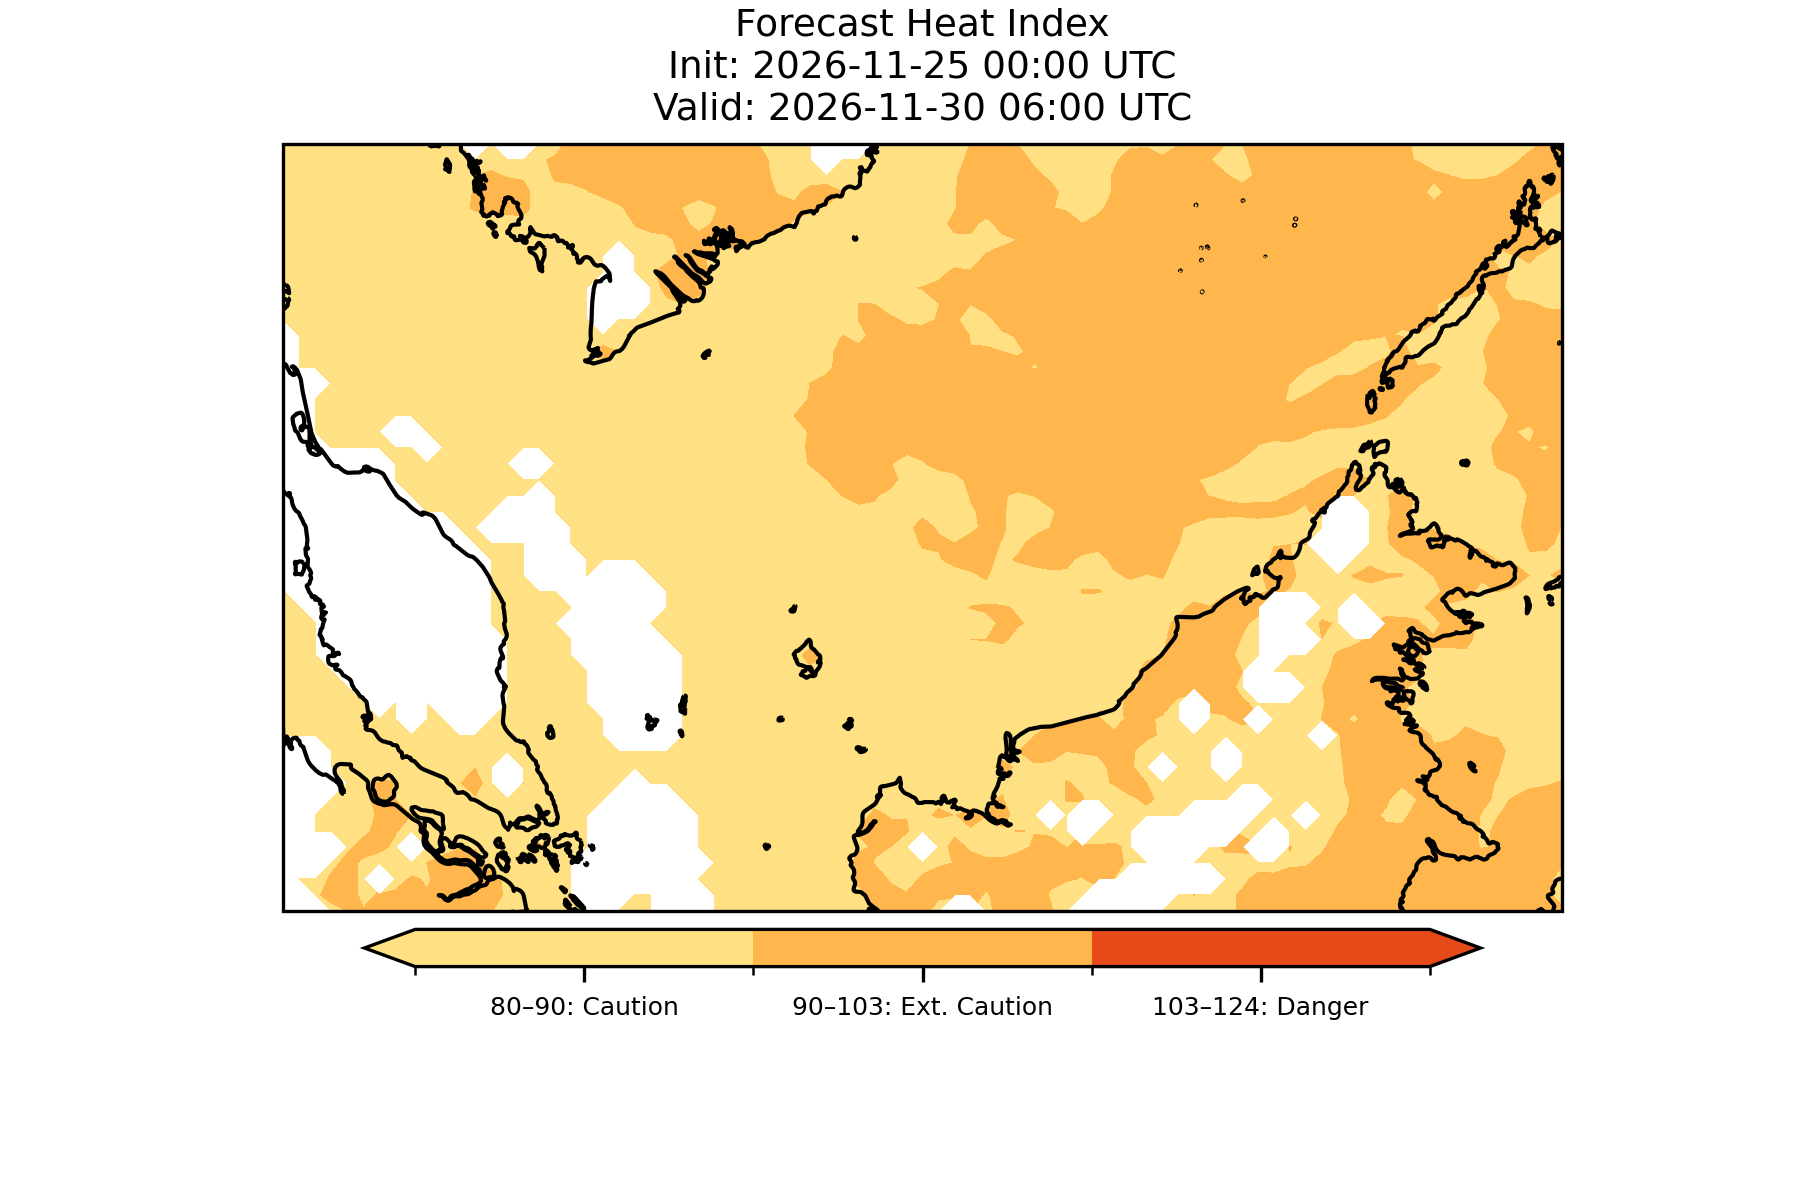 Forecast Heat Index
Init: 2026-11-25 00:00 UTC
Valid: 2026-11-30 06:00 UTC
80–90: Caution
90–103: Ext. Caution
103–124: Danger